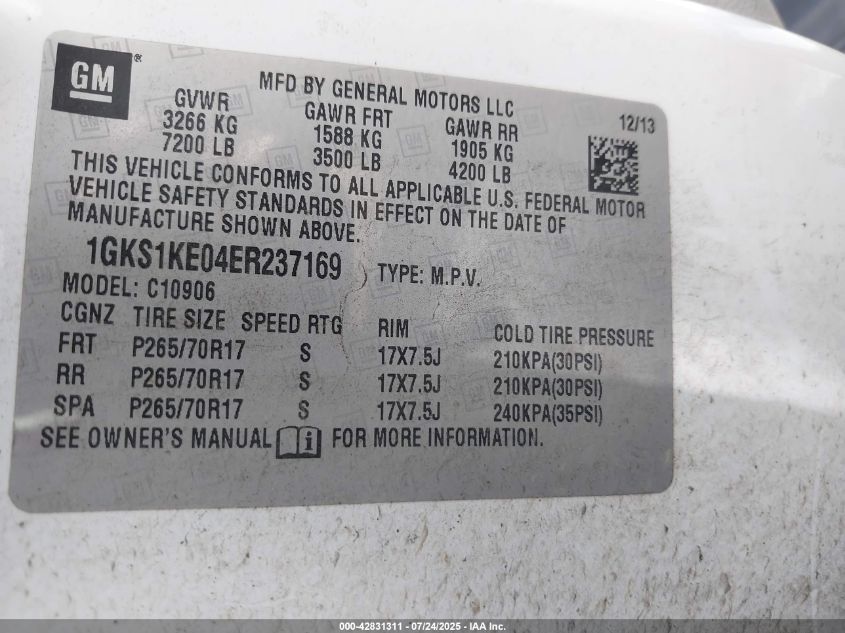 GM®
MFD BY GENERAL MOTORS LLC
12/13
GVWR GAWR FRT GAWR RR
3266 KG 1588 KG 1905 KG
7200 LB 3500 LB 4200 LB
THIS VEHICLE CONFORMS TO ALL APPLICABLE U.S. FEDERAL MOTOR
VEHICLE SAFETY STANDARDS IN EFFECT ON THE DATE OF
MANUFACTURE SHOWN ABOVE.
1GKS1KE04ER237169 TYPE: M.P.V.
MODEL: C10906
CGNZ TIRE SIZE SPEED RTG RIM COLD TIRE PRESSURE
FRT P265/70R17 S 17X7.5J 210KPA(30PSI)
RR P265/70R17 S 17X7.5J 210KPA(30PSI)
SPA P265/70R17 S 17X7.5J 240KPA(35PSI)
SEE OWNER'S MANUAL i FOR MORE INFORMATION.
000-42831311 - 07/24/2025 - IAA Inc.